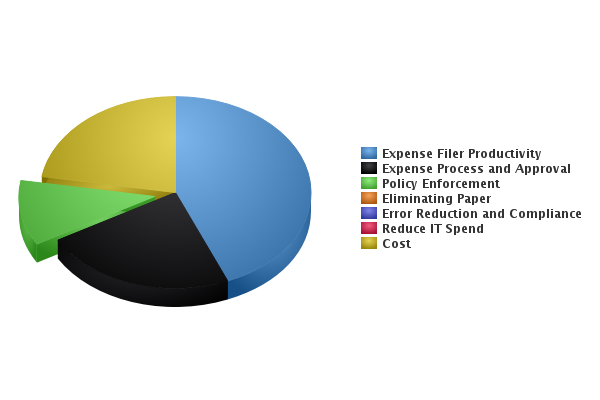 Expense Filer Productivity
Expense Process and Approval
Policy Enforcement
Eliminating Paper
Error Reduction and Compliance
Reduce IT Spend
Cost